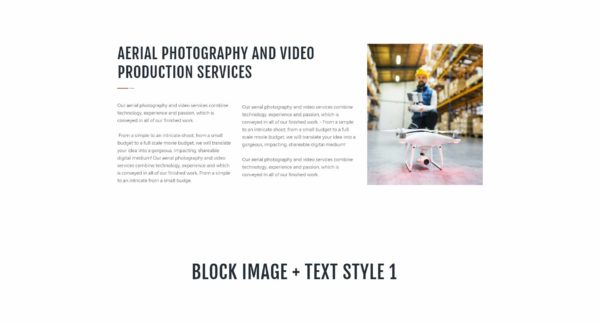 AERIAL PHOTOGRAPHY AND VIDEO
PRODUCTION SERVICES
Our aerial photography and video services combine
technology, experience and passion, which is
conveyed in all of our finished work.
From a simple to an intricate shoot; from a small
budget to a full scale movie budget, we will translate
your idea into a gorgeous, impacting, shareable
digital medium! Our aerial photography and video
services combine technology, experience and which
is conveyed in all of our finished work. From a simple
to an intricate from a small budge.
Our aerial photography and video services combine
technology, experience and passion, which is
conveyed in all of our finished work. - From a simple
to an intricate shoot; from a small budget to a full
scale movie budget, we will translate your idea into a
gorgeous, impacting, shareable digital medium!
Our aerial photography and video services combine
technology, experience and passion, which is
conveyed in all of our finished work.
BLOCK IMAGE + TEXT STYLE 1